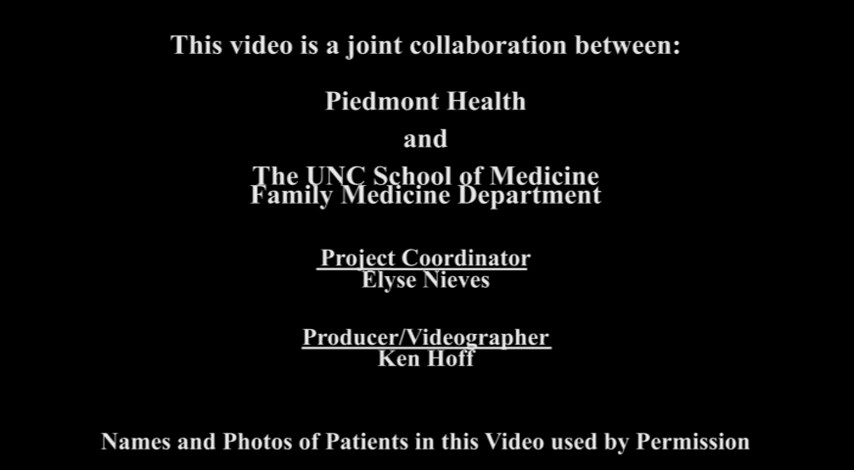 This video is a joint collaboration between:
Piedmont Health
and
The UNC School of Medicine
Family Medicine Department
Project Coordinator
Elyse Nieves
Producer/Videographer
Ken Hoff
Names and Photos of Patients in this Video used by Permission